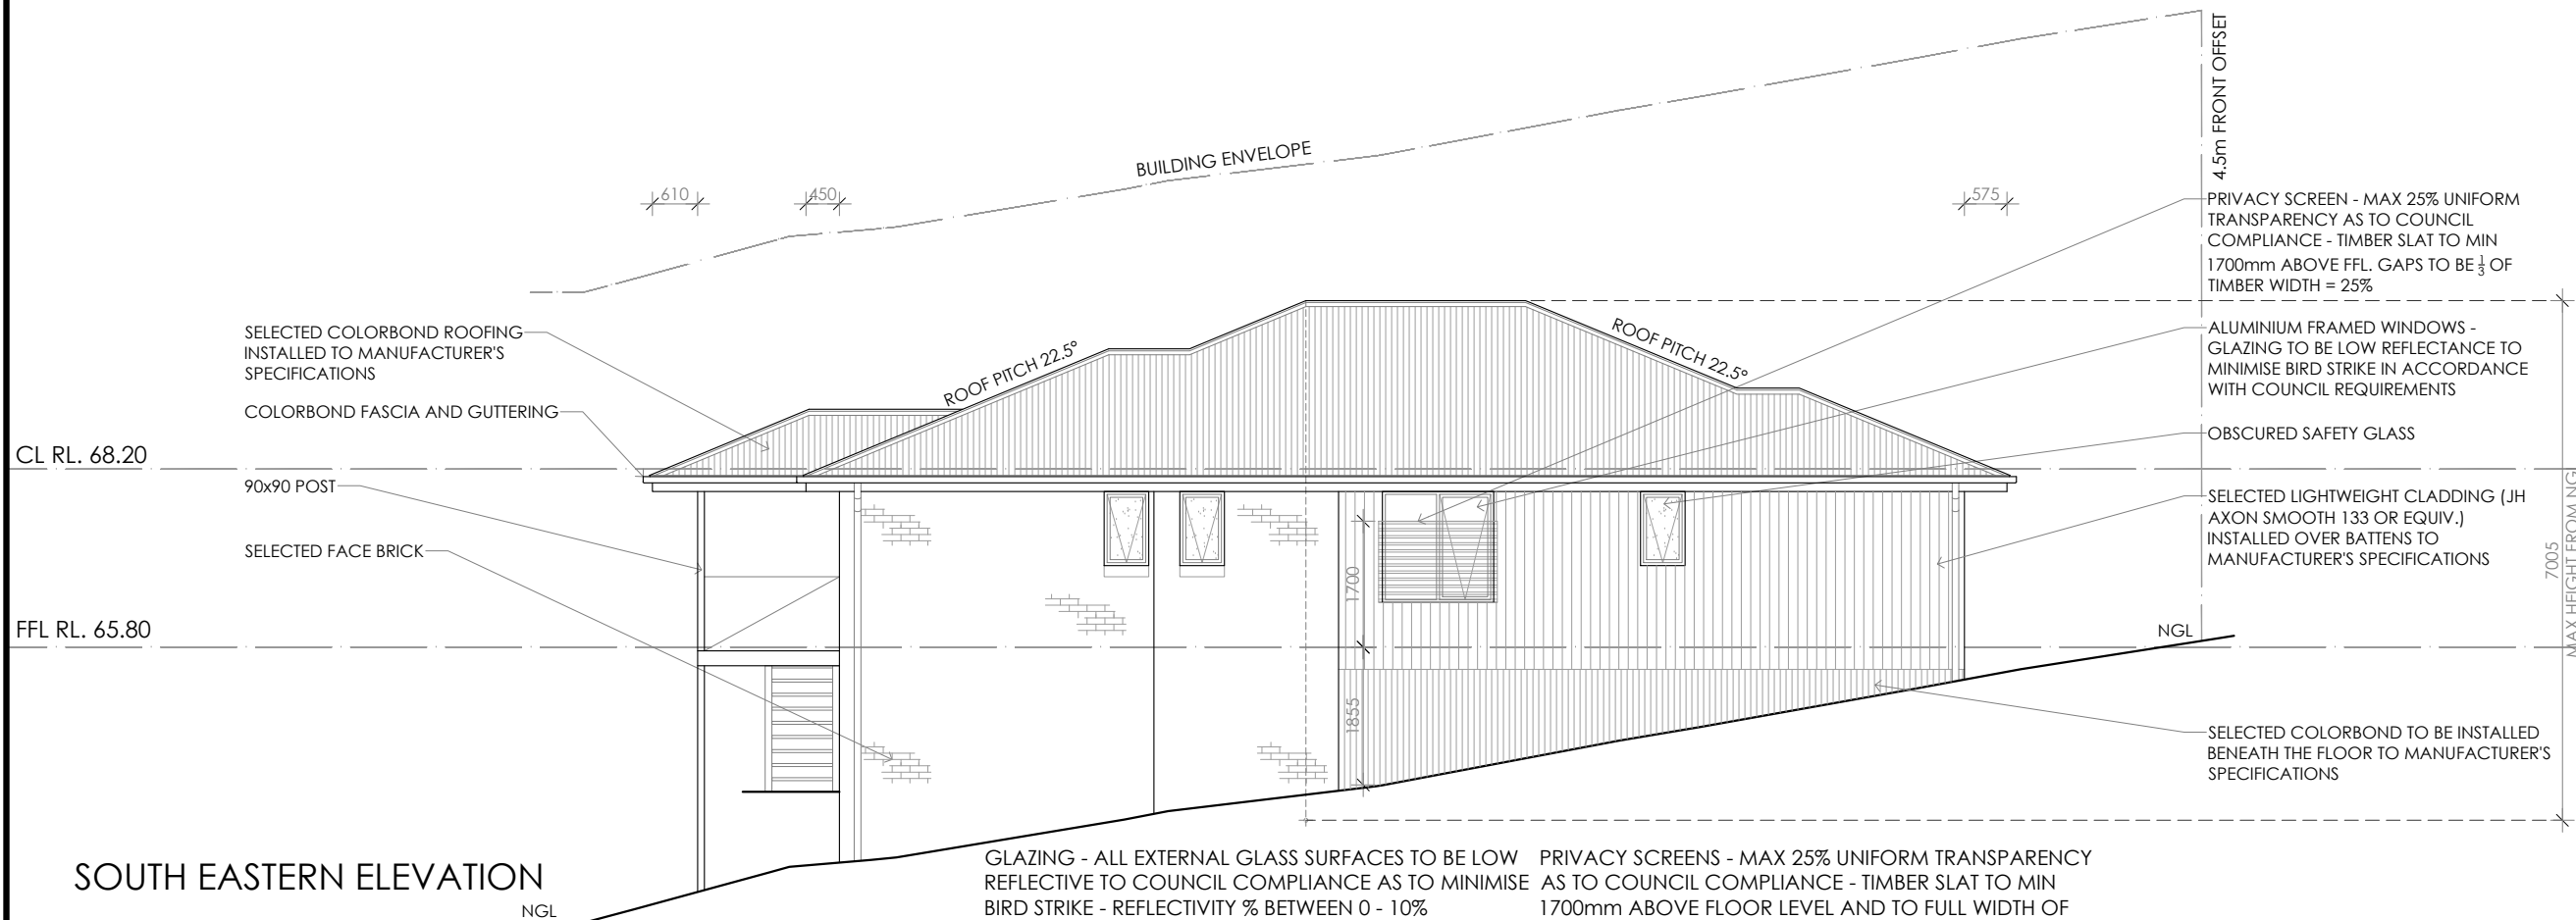 4.5m FRONT OFFSET
BUILDING ENVELOPE
610
450
575
PRIVACY SCREEN - MAX 25% UNIFORM
TRANSPARENCY AS TO COUNCIL
COMPLIANCE - TIMBER SLAT TO MIN
1700mm ABOVE FFL. GAPS TO BE 1/3 OF
TIMBER WIDTH = 25%
SELECTED COLORBOND ROOFING
INSTALLED TO MANUFACTURER'S
SPECIFICATIONS
COLORBOND FASCIA AND GUTTERING
ROOF PITCH 22.5°
ROOF PITCH 22.5°
ALUMINIUM FRAMED WINDOWS -
GLAZING TO BE LOW REFLECTANCE TO
MINIMISE BIRD STRIKE IN ACCORDANCE
WITH COUNCIL REQUIREMENTS
OBSCURED SAFETY GLASS
CL RL. 68.20
90x90 POST
SELECTED FACE BRICK
SELECTED LIGHTWEIGHT CLADDING (JH
AXON SMOOTH 133 OR EQUIV.)
INSTALLED OVER BATTENS TO
MANUFACTURER'S SPECIFICATIONS
7005
MAX HEIGHT FROM NG
1700
FFL RL. 65.80
NGL
1855
SELECTED COLORBOND TO BE INSTALLED
BENEATH THE FLOOR TO MANUFACTURER'S
SPECIFICATIONS
SOUTH EASTERN ELEVATION
NGL
GLAZING - ALL EXTERNAL GLASS SURFACES TO BE LOW
REFLECTIVE TO COUNCIL COMPLIANCE AS TO MINIMISE
BIRD STRIKE - REFLECTIVITY % BETWEEN 0 - 10%
PRIVACY SCREENS - MAX 25% UNIFORM TRANSPARENCY
AS TO COUNCIL COMPLIANCE - TIMBER SLAT TO MIN
1700mm ABOVE FLOOR LEVEL AND TO FULL WIDTH OF